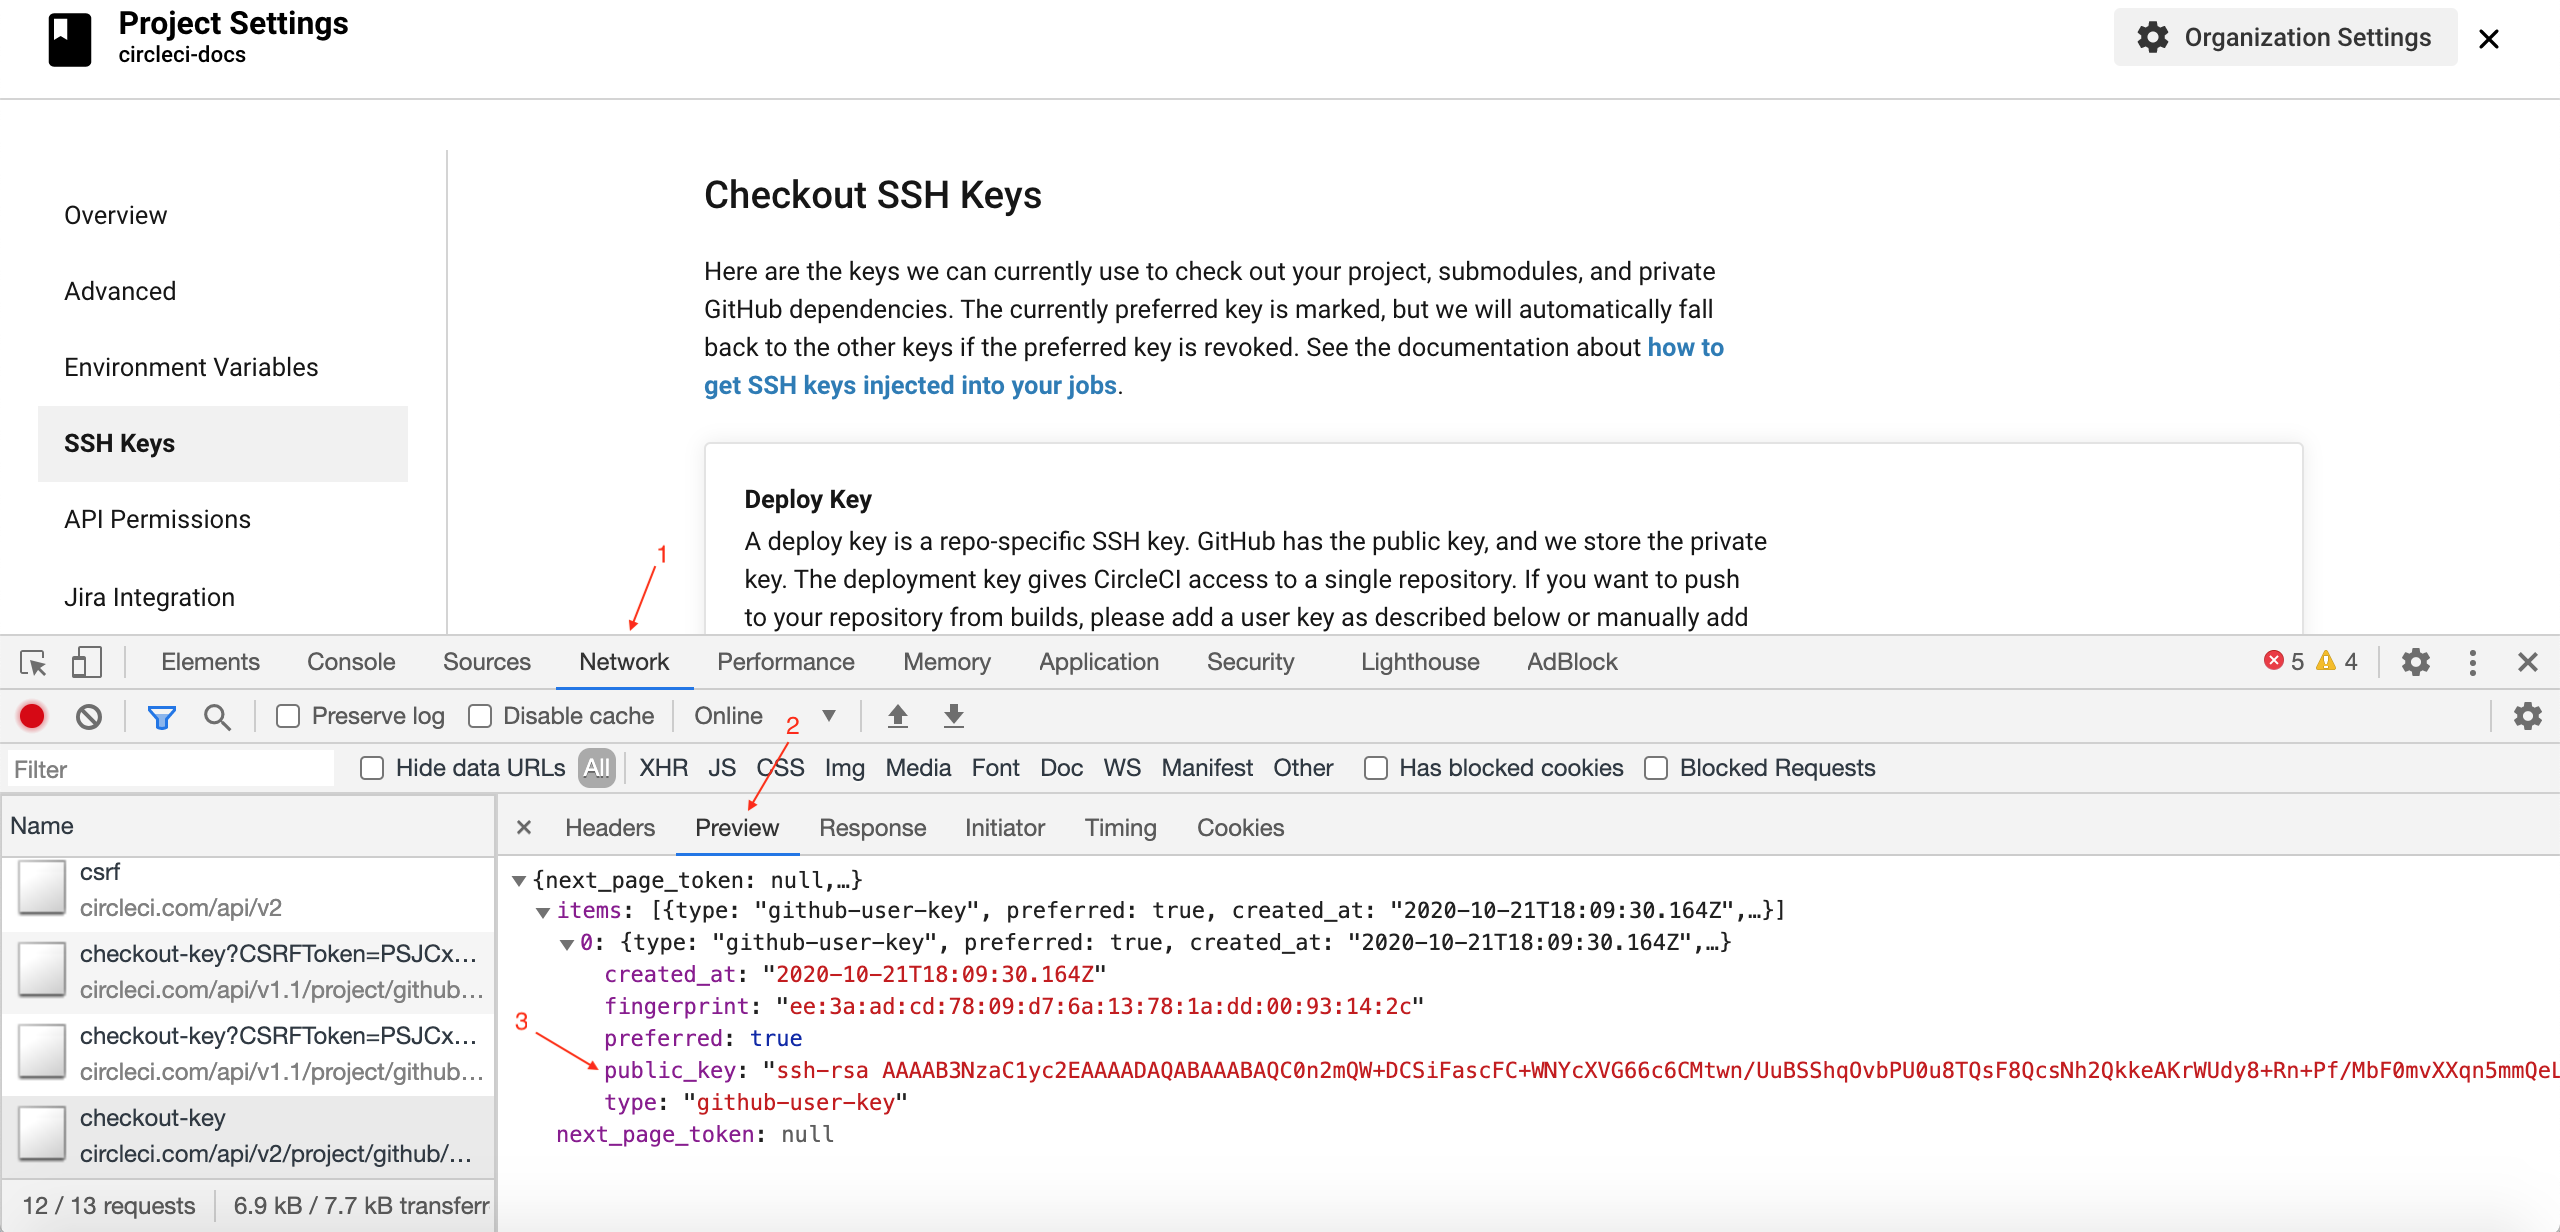 Project Settings
circleci-docs
Organization Settings
Overview
Advanced
Environment Variables
SSH Keys
API Permissions
Jira Integration
Checkout SSH Keys
Here are the keys we can currently use to check out your project, submodules, and private
GitHub dependencies. The currently preferred key is marked, but we will automatically fall
back to the other keys if the preferred key is revoked. See the documentation about how to
get SSH keys injected into your jobs.
Deploy Key
A deploy key is a repo-specific SSH key. GitHub has the public key, and we store the private
key. The deployment key gives CircleCI access to a single repository. If you want to push
to your repository from builds, please add a user key as described below or manually add
1
Elements Console Sources Network Performance Memory Application Security Lighthouse AdBlock 5 4
Preserve log Disable cache Online
2
Filter Hide data URLs All XHR JS CSS Img Media Font Doc WS Manifest Other Has blocked cookies Blocked Requests
Name
csrf
circleci.com/api/v2
checkout-key?CSRFToken=PSJCx...
circleci.com/api/v1.1/project/github...
checkout-key?CSRFToken=PSJCx...
circleci.com/api/v1.1/project/github...
checkout-key
circleci.com/api/v2/project/github/...
12 / 13 requests 6.9 kB / 7.7 kB transferr
Headers Preview Response Initiator Timing Cookies
{next_page_token: null,…}
items: [{type: "github-user-key", preferred: true, created_at: "2020-10-21T18:09:30.164Z",…}]
0: {type: "github-user-key", preferred: true, created_at: "2020-10-21T18:09:30.164Z",…}
created_at: "2020-10-21T18:09:30.164Z"
fingerprint: "ee:3a:ad:cd:78:09:d7:6a:13:78:1a:dd:00:93:14:2c"
preferred: true
3
public_key: "ssh-rsa AAAAB3NzaC1yc2EAAAADAQABAAABAQC0n2mQW+DCSiFascFC+WNYcXVG66c6CMtwn/UuBSShqOvbPU0u8TQsF8QcsNh2QkkeAKrWUdy8+Rn+Pf/MbF0mvXXqn5mmQeL
type: "github-user-key"
next_page_token: null